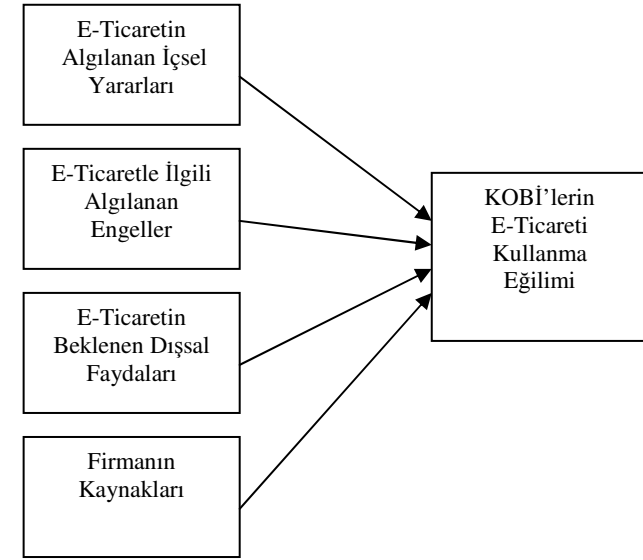 E-Ticaretin
Algılanan İçsel
Yararları
E-Ticaretle İlgili
Algılanan
Engeller
E-Ticaretin
Beklenen Dışsal
Faydaları
Firmanın
Kaynakları
KOBİ’lerin
E-Ticareti
Kullanma
Eğilimi